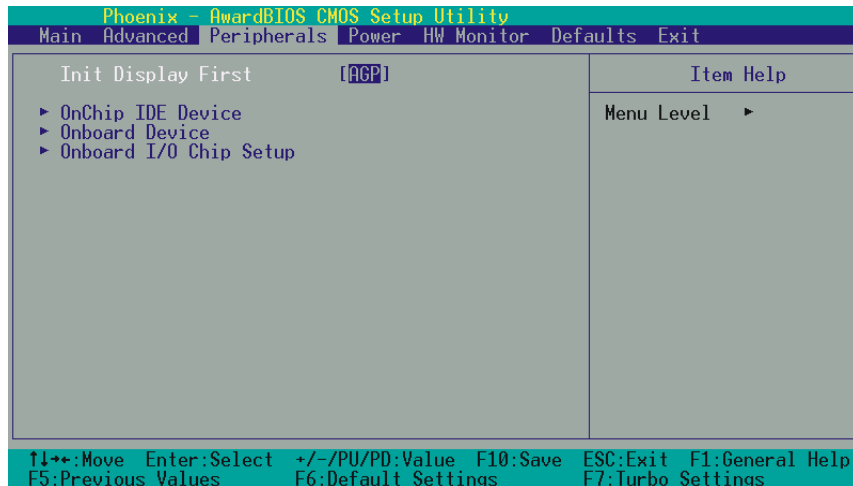 Phoenix - AwardBIOS CMOS Setup Utility
Main Advanced Peripherals Power HW Monitor Defaults Exit
Init Display First [AGP]
Item Help
► OnChip IDE Device
► Onboard Device
► Onboard I/O Chip Setup
Menu Level ►
↑↓→←:Move Enter:Select +/-/PU/PD:Value F10:Save ESC:Exit F1:General Help
F5:Previous Values F6:Default Settings F7:Turbo Settings